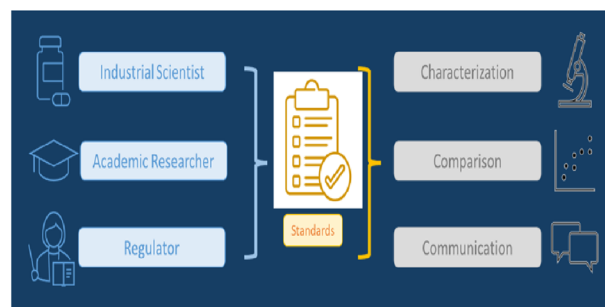 Industrial Scientist
Academic Researcher
Regulator
Standards
Characterization
Comparison
Communication